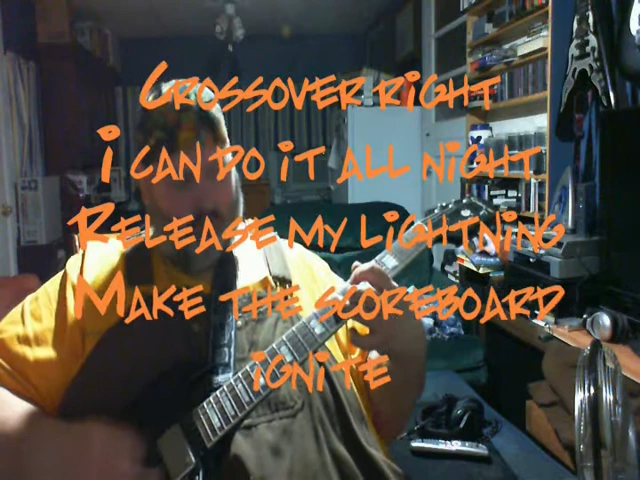 Crossover right
I can do it all night
Release my lightning
Make the scoreboard
ignite